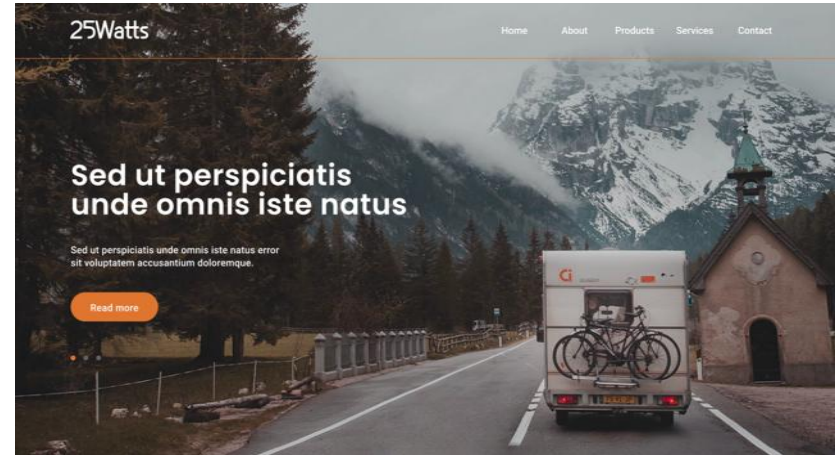 25Watts
Home About Products Services Contact
Sed ut perspiciatis
unde omnis iste natus
Sed ut perspiciatis unde omnis iste natus error
sit voluptatem accusantium doloremque.
Read more
Ci